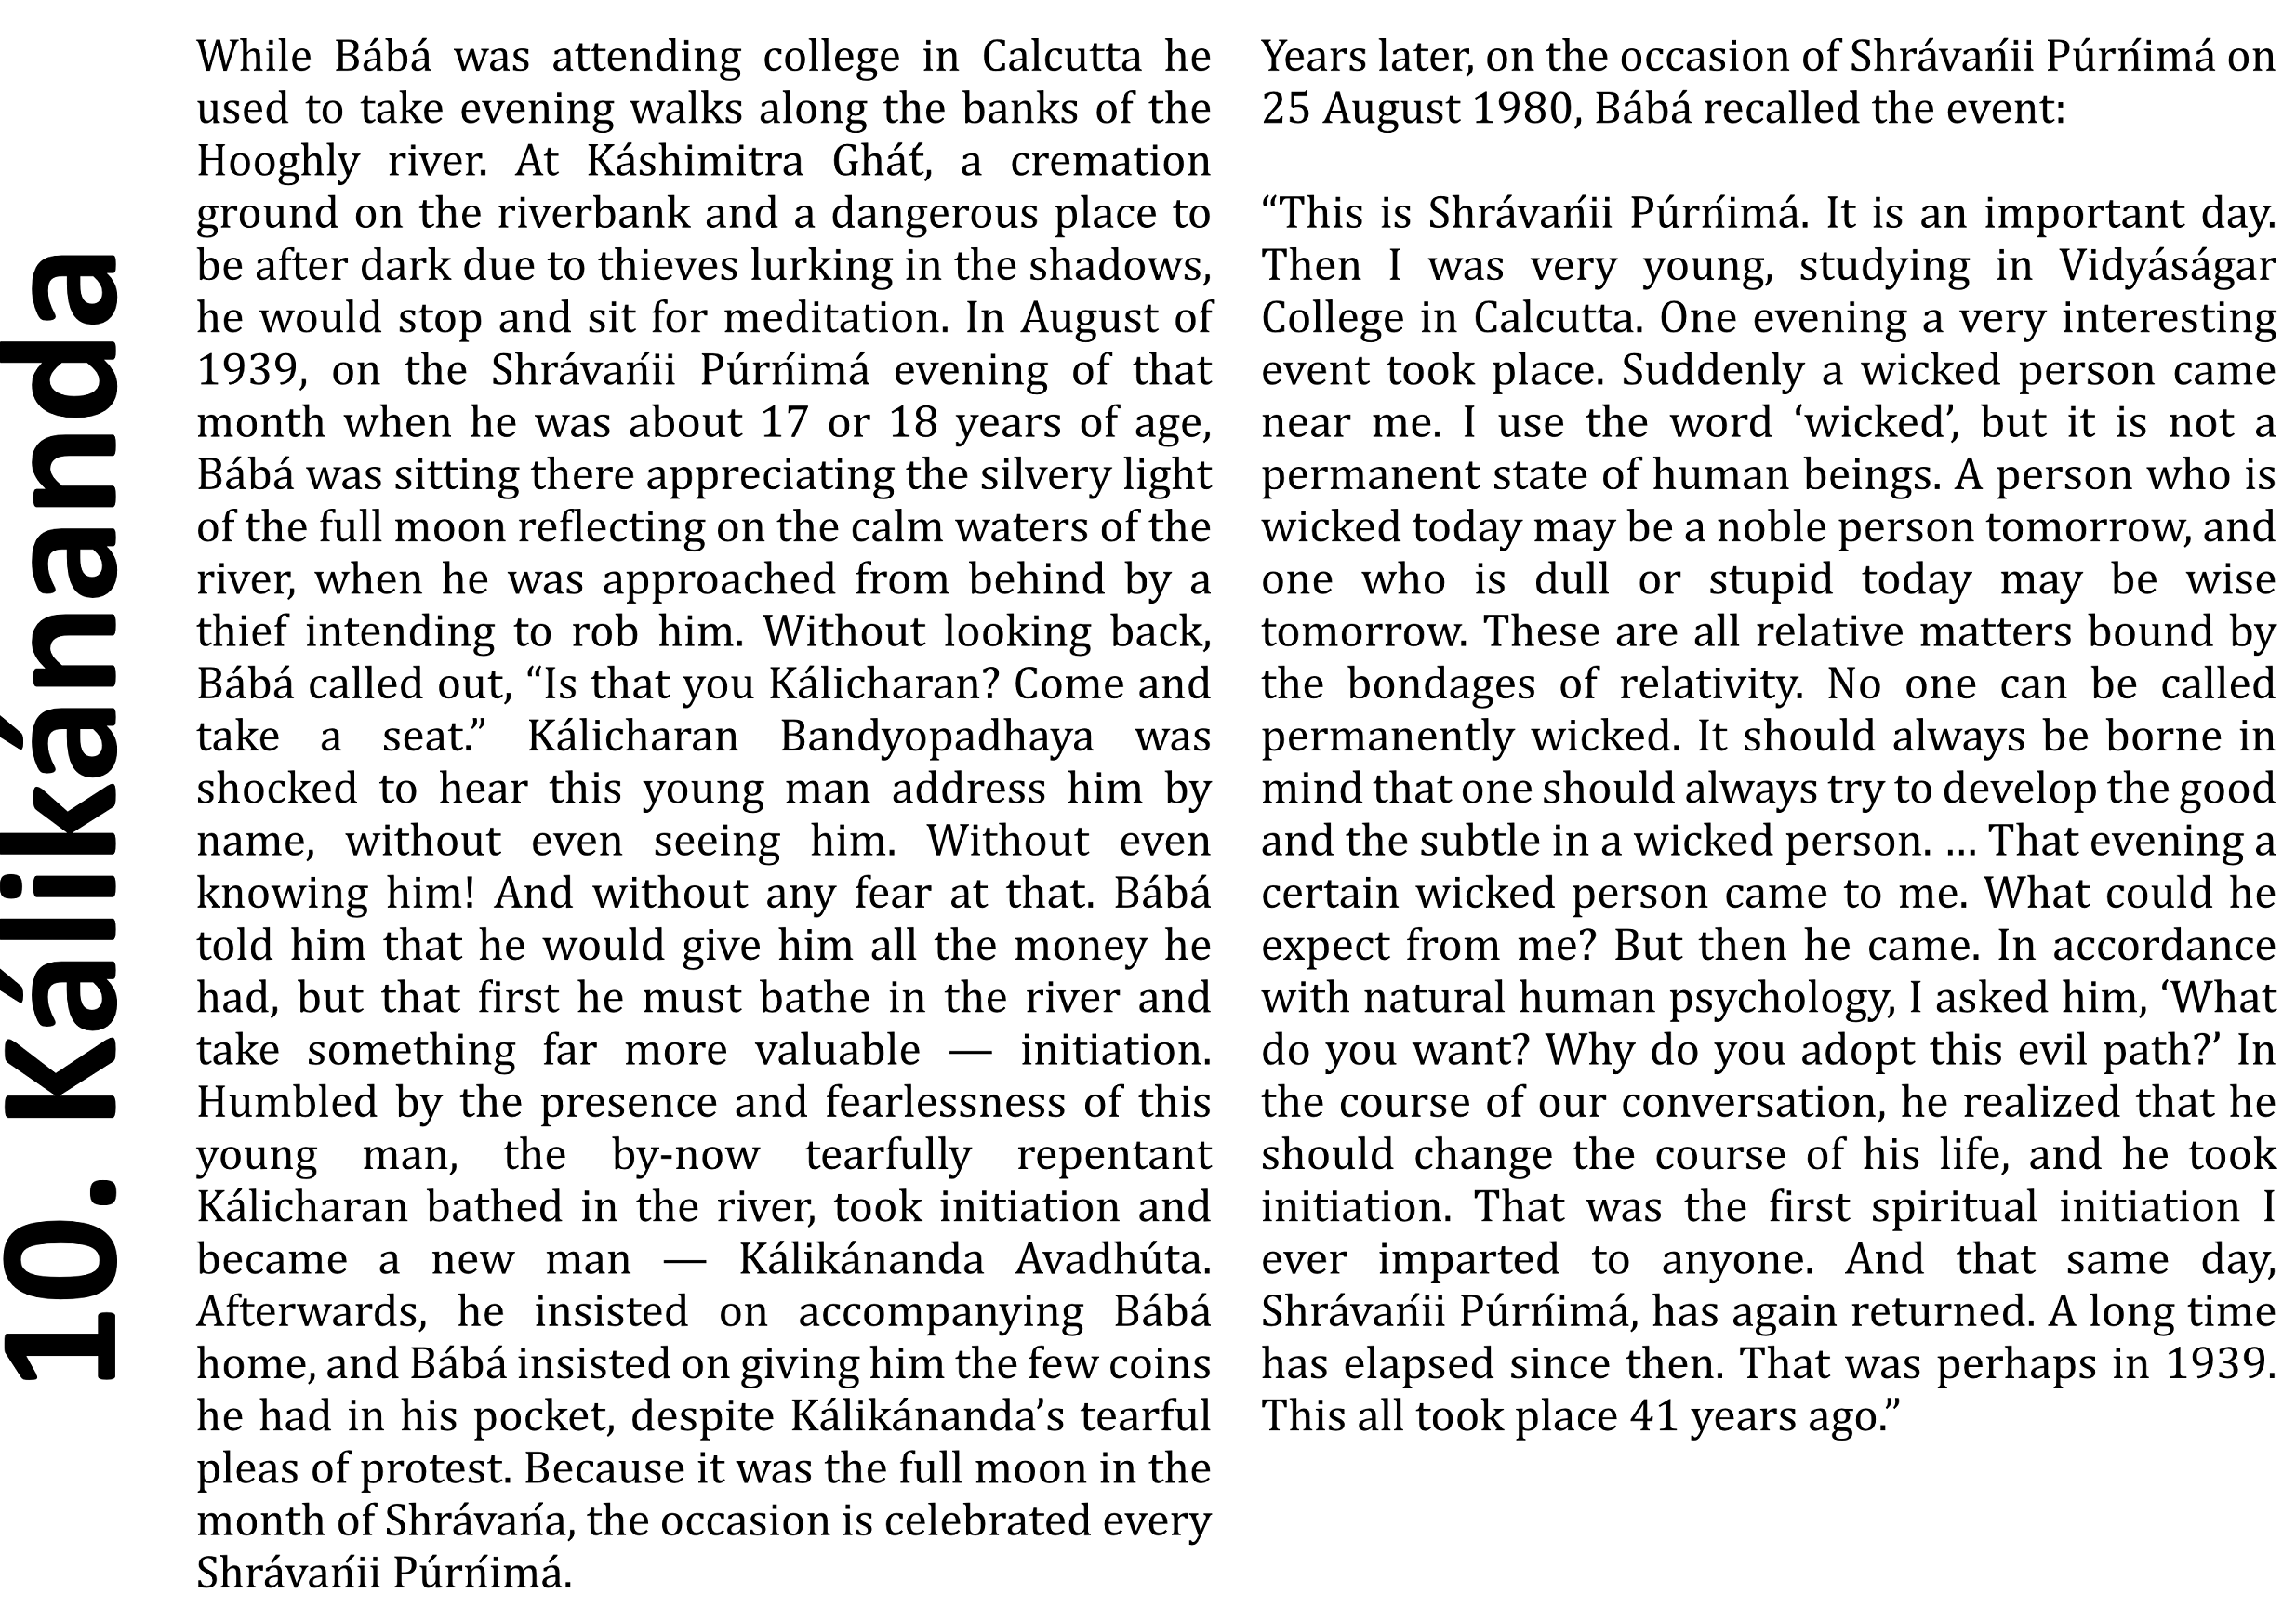 10. Kálikánanda
While Bábá was attending college in Calcutta he
used to take evening walks along the banks of the
Hooghly river. At Káshimitra Gháť, a cremation
ground on the riverbank and a dangerous place to
be after dark due to thieves lurking in the shadows,
he would stop and sit for meditation. In August of
1939, on the Shrávańii Púrńimá evening of that
month when he was about 17 or 18 years of age,
Bábá was sitting there appreciating the silvery light
of the full moon reflecting on the calm waters of the
river, when he was approached from behind by a
thief intending to rob him. Without looking back,
Bábá called out, “Is that you Kálicharan? Come and
take a seat.” Kálicharan Bandyopadhaya was
shocked to hear this young man address him by
name, without even seeing him. Without even
knowing him! And without any fear at that. Bábá
told him that he would give him all the money he
had, but that first he must bathe in the river and
take something far more valuable — initiation.
Humbled by the presence and fearlessness of this
young man, the by-now tearfully repentant
Kálicharan bathed in the river, took initiation and
became a new man — Kálikánanda Avadhúta.
Afterwards, he insisted on accompanying Bábá
home, and Bábá insisted on giving him the few coins
he had in his pocket, despite Kálikánanda’s tearful
pleas of protest. Because it was the full moon in the
month of Shrávańa, the occasion is celebrated every
Shrávańii Púrńimá.
Years later, on the occasion of Shrávańii Púrńimá on
25 August 1980, Bábá recalled the event:
“This is Shrávańii Púrńimá. It is an important day.
Then I was very young, studying in Vidyáságar
College in Calcutta. One evening a very interesting
event took place. Suddenly a wicked person came
near me. I use the word ‘wicked’, but it is not a
permanent state of human beings. A person who is
wicked today may be a noble person tomorrow, and
one who is dull or stupid today may be wise
tomorrow. These are all relative matters bound by
the bondages of relativity. No one can be called
permanently wicked. It should always be borne in
mind that one should always try to develop the good
and the subtle in a wicked person. ... That evening a
certain wicked person came to me. What could he
expect from me? But then he came. In accordance
with natural human psychology, I asked him, ‘What
do you want? Why do you adopt this evil path?’ In
the course of our conversation, he realized that he
should change the course of his life, and he took
initiation. That was the first spiritual initiation I
ever imparted to anyone. And that same day,
Shrávańii Púrńimá, has again returned. A long time
has elapsed since then. That was perhaps in 1939.
This all took place 41 years ago.”